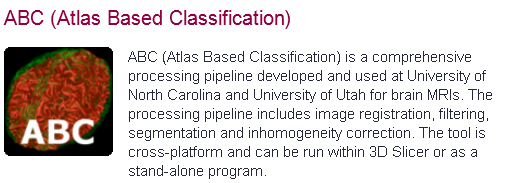 ABC (Atlas Based Classification)
ABC
ABC (Atlas Based Classification) is a comprehensive
processing pipeline developed and used at University of
North Carolina and University of Utah for brain MRIs. The
processing pipeline includes image registration, filtering,
segmentation and inhomogeneity correction. The tool is
cross-platform and can be run within 3D Slicer or as a
stand-alone program.